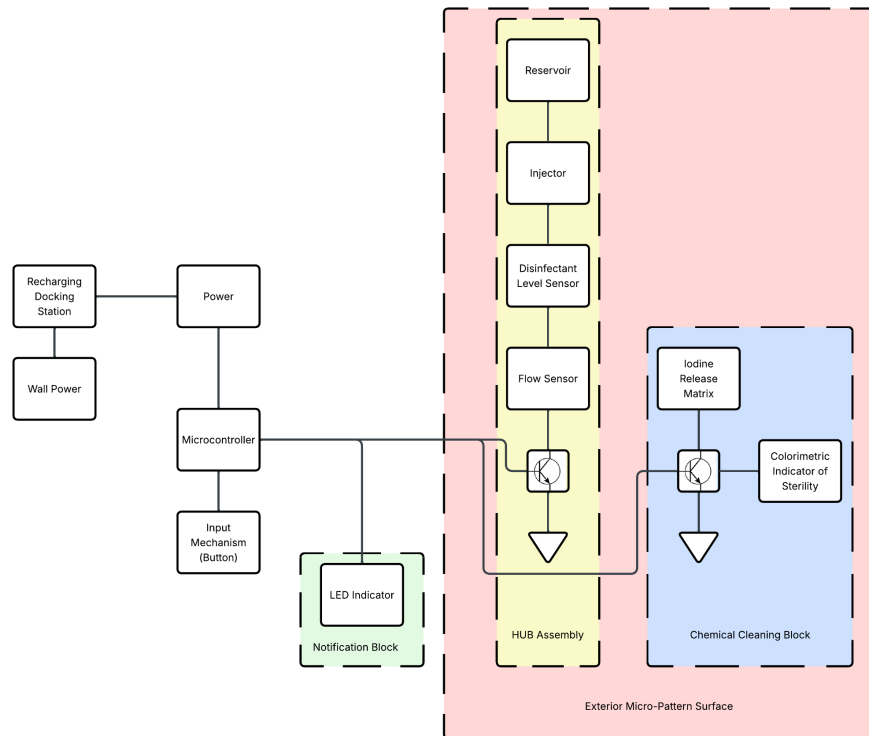 Reservoir
Injector
Disinfectant
Level Sensor
Recharging
Docking
Station
Power
Wall Power
Flow Sensor
Iodine
Release
Matrix
Microcontroller
Colorimetric
Indicator of
Sterility
Input
Mechanism
(Button)
LED Indicator
Notification Block
HUB Assembly
Chemical Cleaning Block
Exterior Micro-Pattern Surface